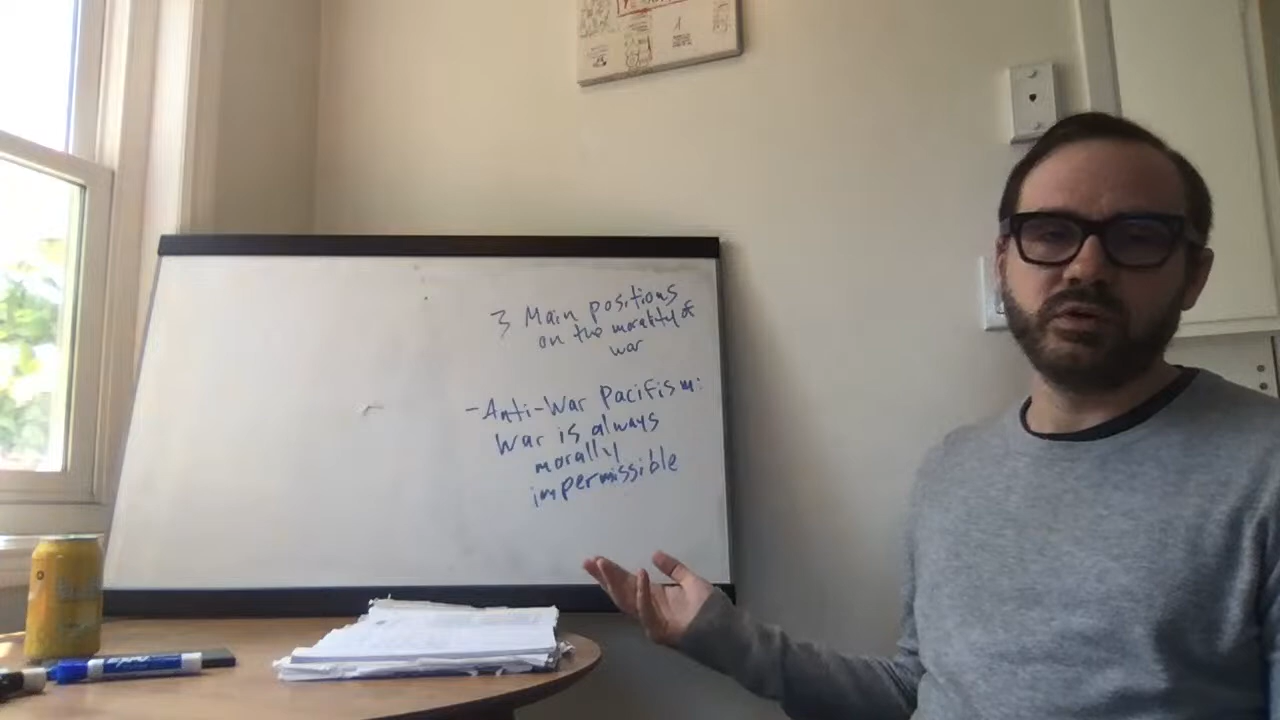 3 Main positions
on the morality of
war
- Anti-War Pacifism:
War is always
morally
impermissible